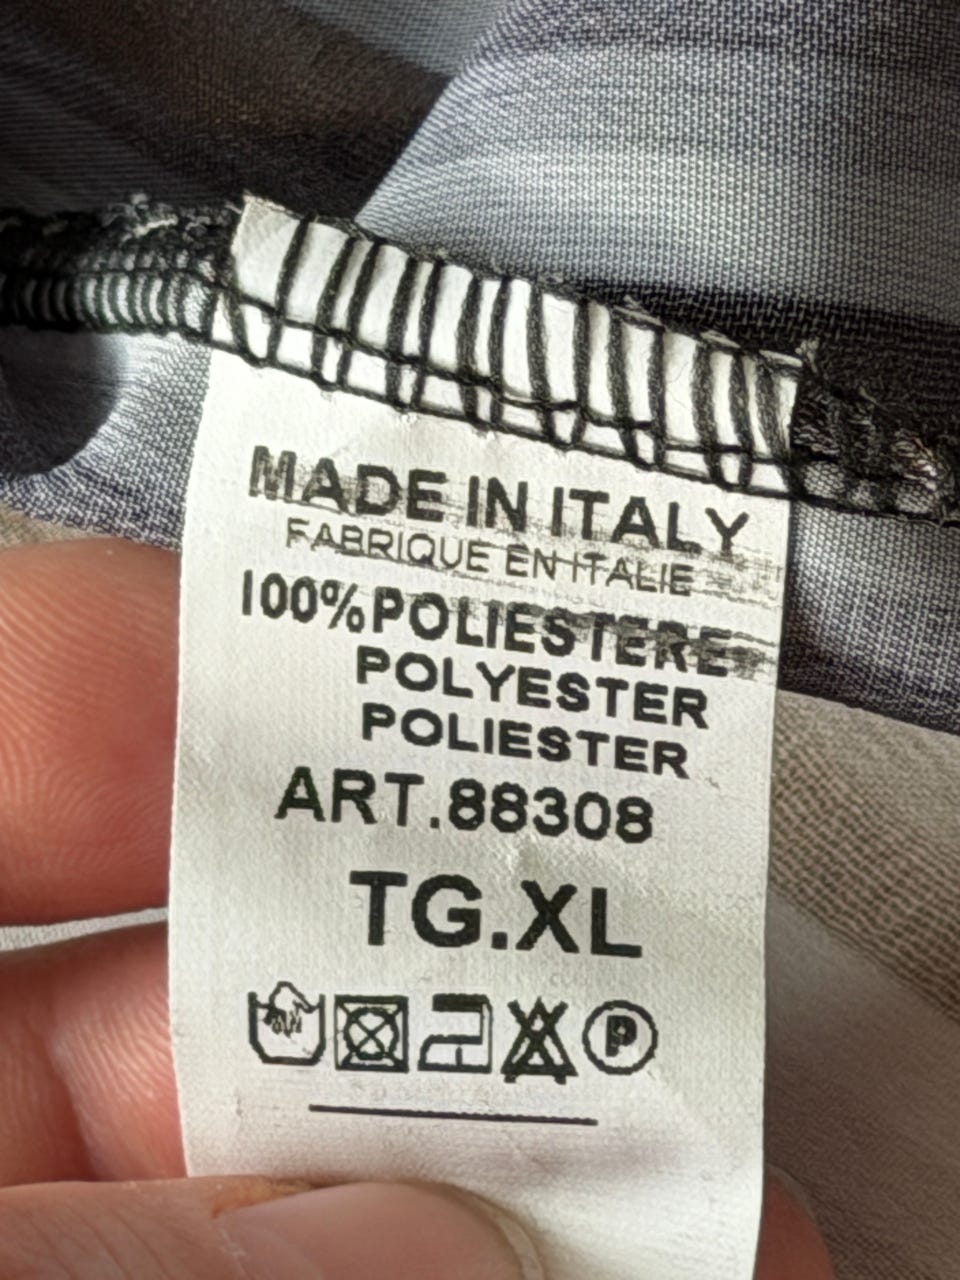 MADE IN ITALY
FABRIQUE EN ITALIE
100%POLIESTERE
POLYESTER
POLIESTER
ART.88308
TG.XL
P